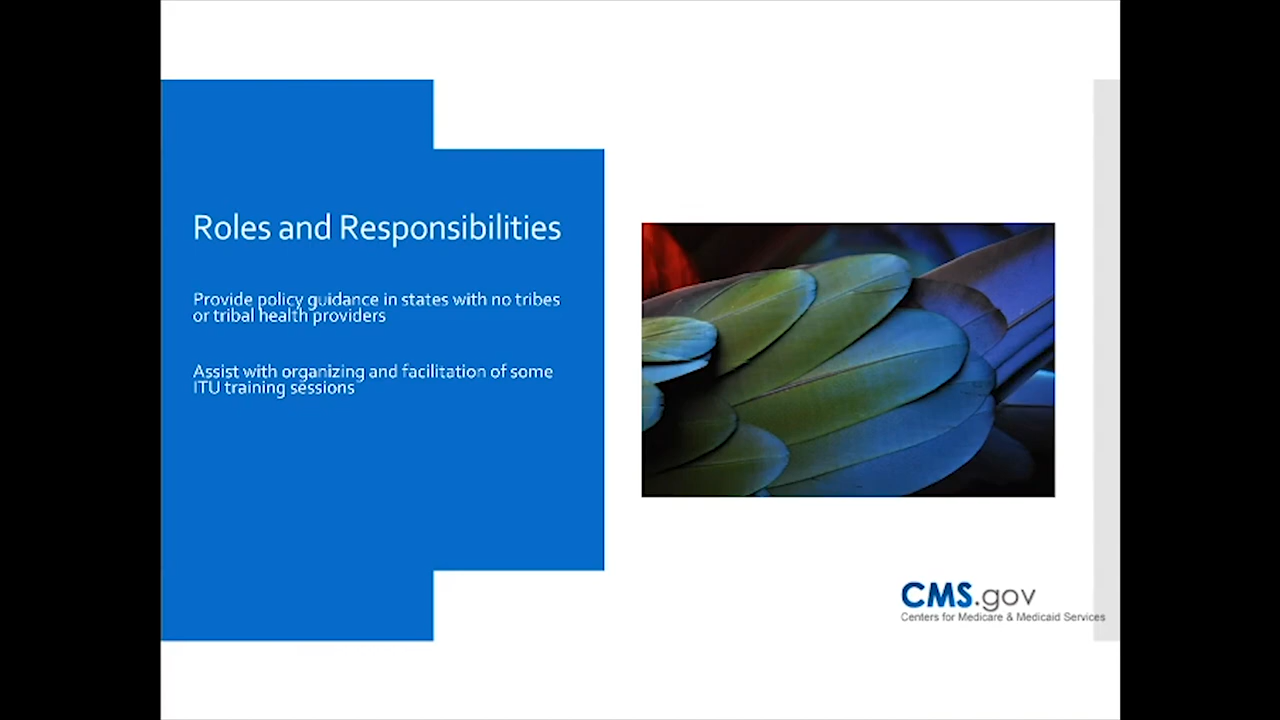 Roles and Responsibilities
Provide policy guidance in states with no tribes
or tribal health providers
Assist with organizing and facilitation of some
ITU training sessions
CMS.gov
Centers for Medicare & Medicaid Services